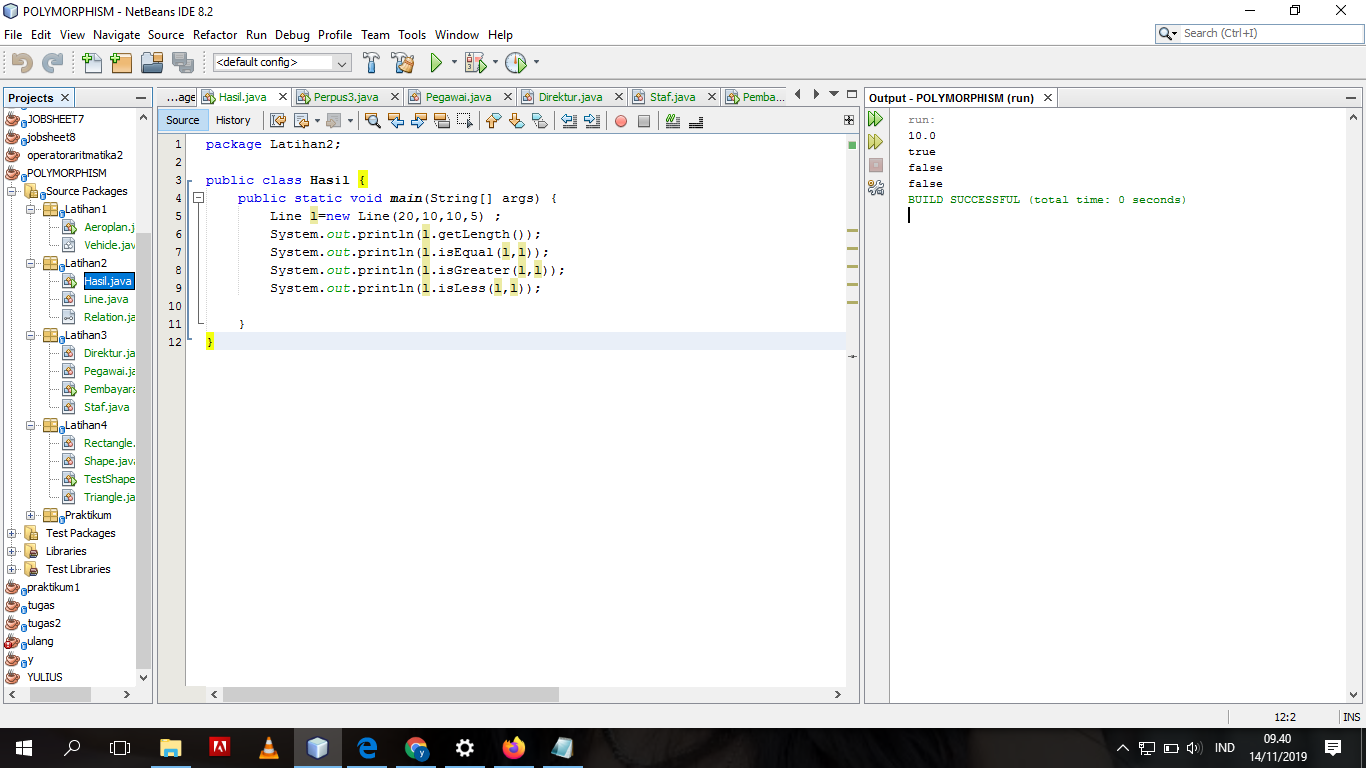 POLYMORPHISM - NetBeans IDE 8.2
File Edit View Navigate Source Refactor Run Debug Profile Team Tools Window Help
Search (Ctrl+I)
<default config>
Projects
JOBSHEET7
jobsheet8
operatoraritmatika2
POLYMORPHISM
Source Packages
Latihan1
Aeroplan.j
Vehicle.jav
Latihan2
Hasil.java
Line.java
Relation.ja
Latihan3
Direktur.ja
Pegawai.ja
Pembayara
Staf.java
Latihan4
Rectangle.
Shape.java
TestShape
Triangle.ja
Praktikum
Test Packages
Libraries
Test Libraries
praktikum1
tugas
tugas2
ulang
y
YULIUS
...age Hasil.java Perpus3.java Pegawai.java Direktur.java Staf.java Pemba...
Source History
1 package Latihan2;
2
3 public class Hasil {
4 public static void main(String[] args) {
5 Line l=new Line(20,10,10,5) ;
6 System.out.println(l.getLength());
7 System.out.println(l.isEqual(l,l));
8 System.out.println(l.isGreater(l,l));
9 System.out.println(l.isLess(l,l));
10
11 }
12 }
Output - POLYMORPHISM (run)
run:
10.0
true
false
false
BUILD SUCCESSFUL (total time: 0 seconds)
12:2 INS
IND
09.40
14/11/2019